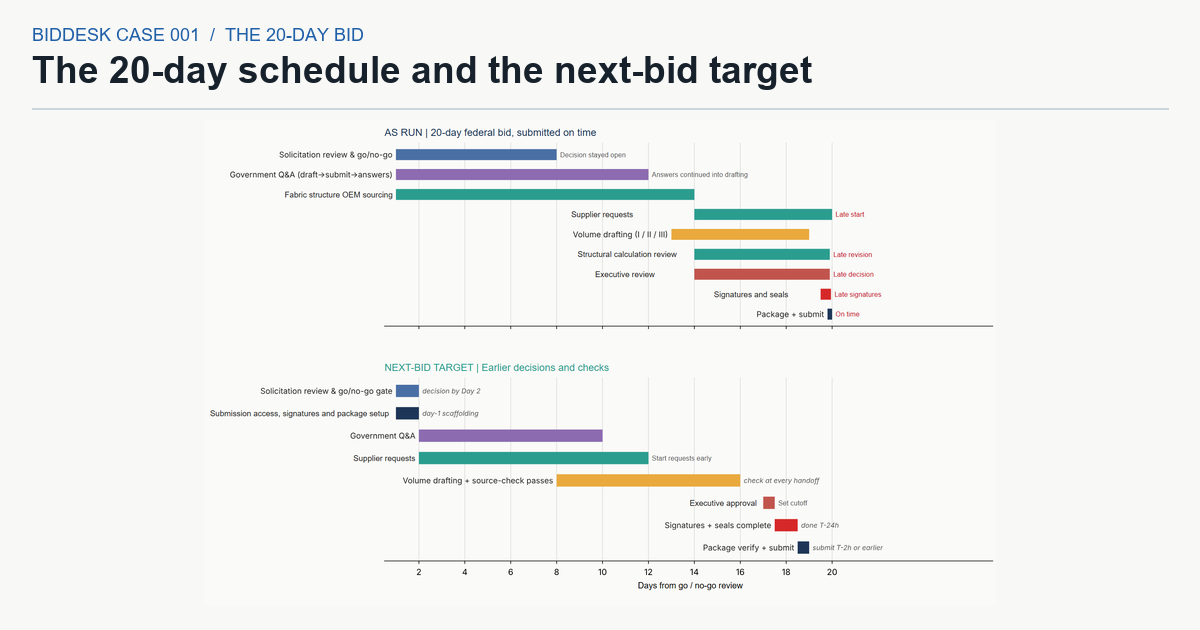 BIDDESK CASE 001 / THE 20-DAY BID
The 20-day schedule and the next-bid target
AS RUN | 20-day federal bid, submitted on time
Solicitation review & go/no-go Decision stayed open
Government Q&A (draft→submit→answers) Answers continued into drafting
Fabric structure OEM sourcing
Supplier requests Late start
Volume drafting (I / II / III)
Structural calculation review Late revision
Executive review Late decision
Signatures and seals Late signatures
Package + submit On time
NEXT-BID TARGET | Earlier decisions and checks
Solicitation review & go/no-go gate decision by Day 2
Submission access, signatures and package setup day-1 scaffolding
Government Q&A
Supplier requests Start requests early
Volume drafting + source-check passes check at every handoff
Executive approval Set cutoff
Signatures + seals complete done T-24h
Package verify + submit submit T-2h or earlier
2 4 6 8 10 12 14 16 18 20
Days from go / no-go review